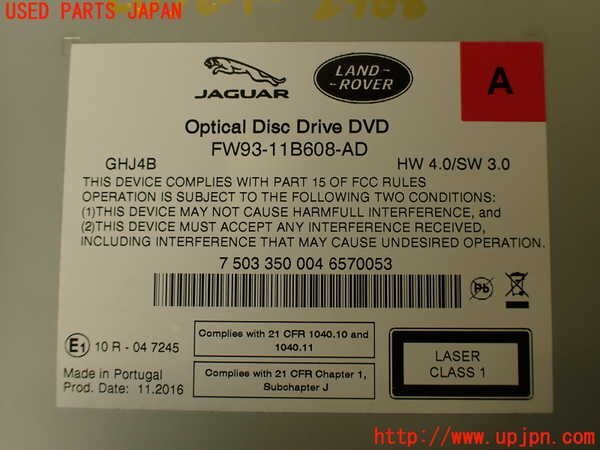 USED PARTS JAPAN
JAGUAR
LAND-
-ROVER
A
Optical Disc Drive DVD
FW93-11B608-AD
GHJ4B
HW 4.0/SW 3.0
THIS DEVICE COMPLIES WITH PART 15 OF FCC RULES
OPERATION IS SUBJECT TO THE FOLLOWING TWO CONDITIONS:
(1)THIS DEVICE MAY NOT CAUSE HARMFULL INTERFERENCE, and
(2)THIS DEVICE MUST ACCEPT ANY INTERFERENCE RECEIVED,
INCLUDING INTERFERENCE THAT MAY CAUSE UNDESIRED OPERATION.
7 503 350 004 6570053
Pb
E1 10 R - 04 7245
Made in Portugal
Prod. Date: 11.2016
Complies with 21 CFR 1040.10 and
1040.11
Complies with 21 CFR Chapter 1,
Subchapter J
LASER
CLASS 1
http://www.upjpn.com/